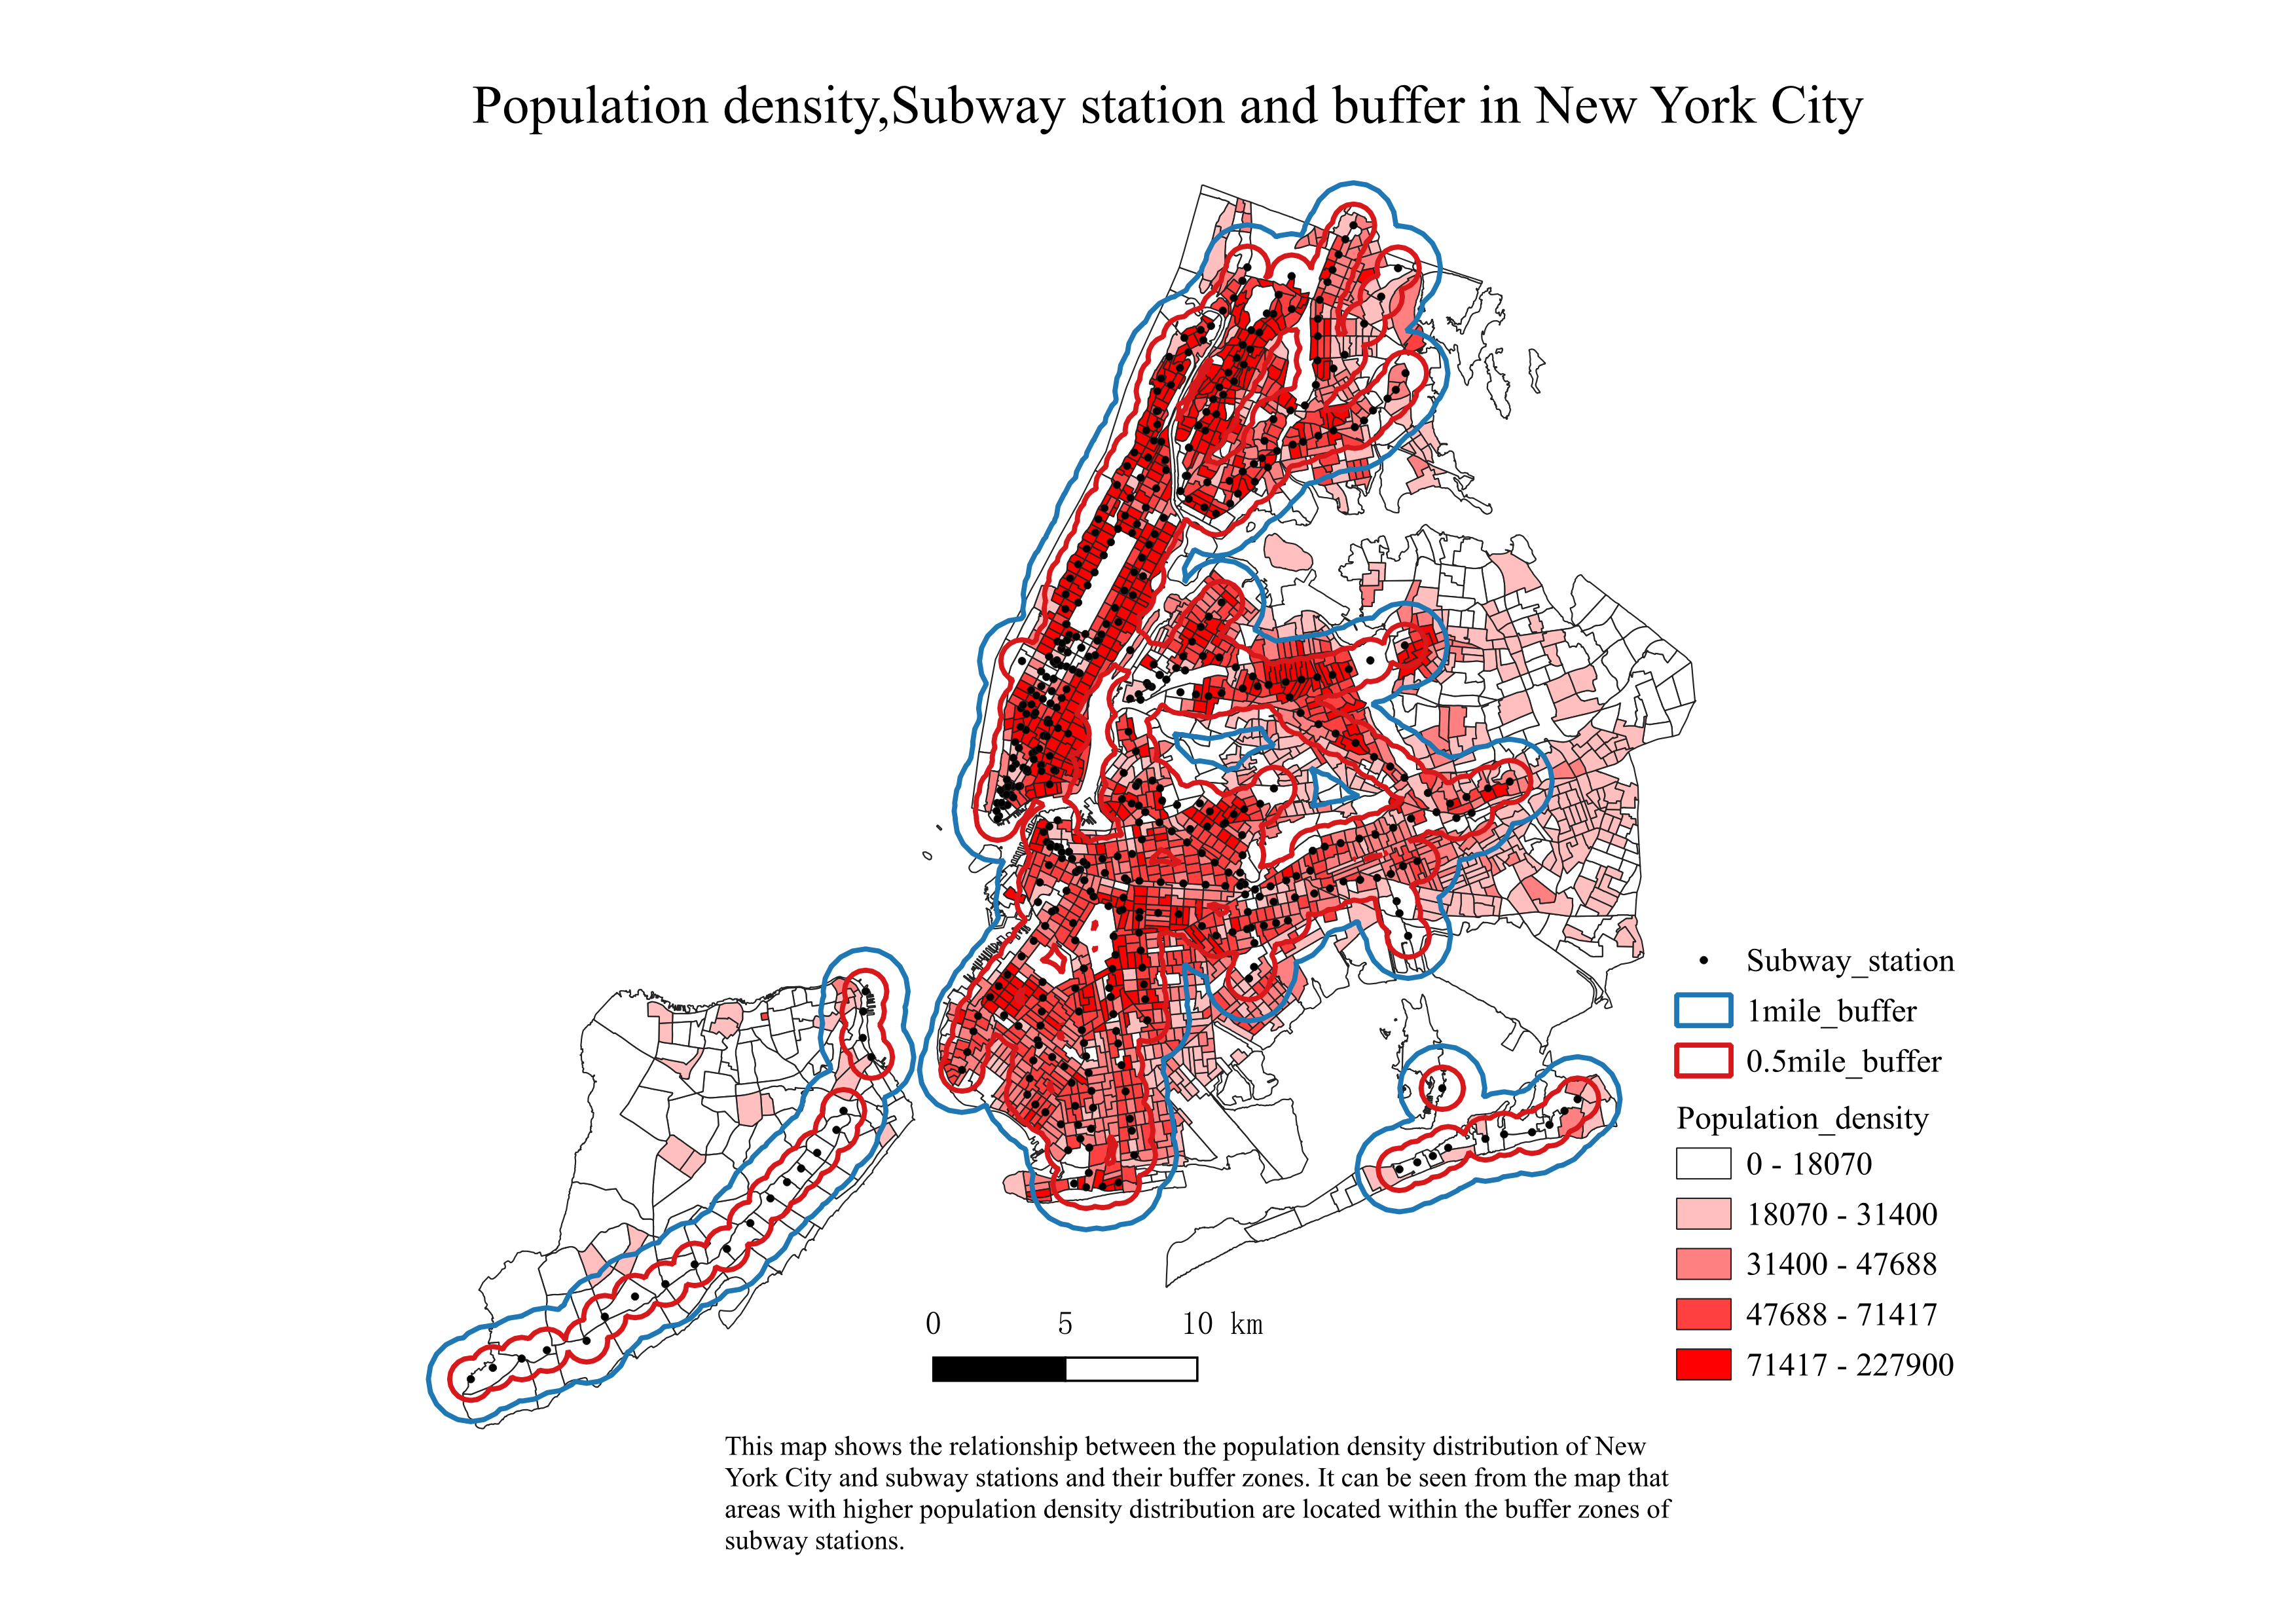 Population density,Subway station and buffer in New York City
Subway_station
1mile_buffer
0.5mile_buffer
Population_density
0 - 18070
18070 - 31400
31400 - 47688
47688 - 71417
71417 - 227900
0 5 10 km
This map shows the relationship between the population density distribution of New
York City and subway stations and their buffer zones. It can be seen from the map that
areas with higher population density distribution are located within the buffer zones of
subway stations.